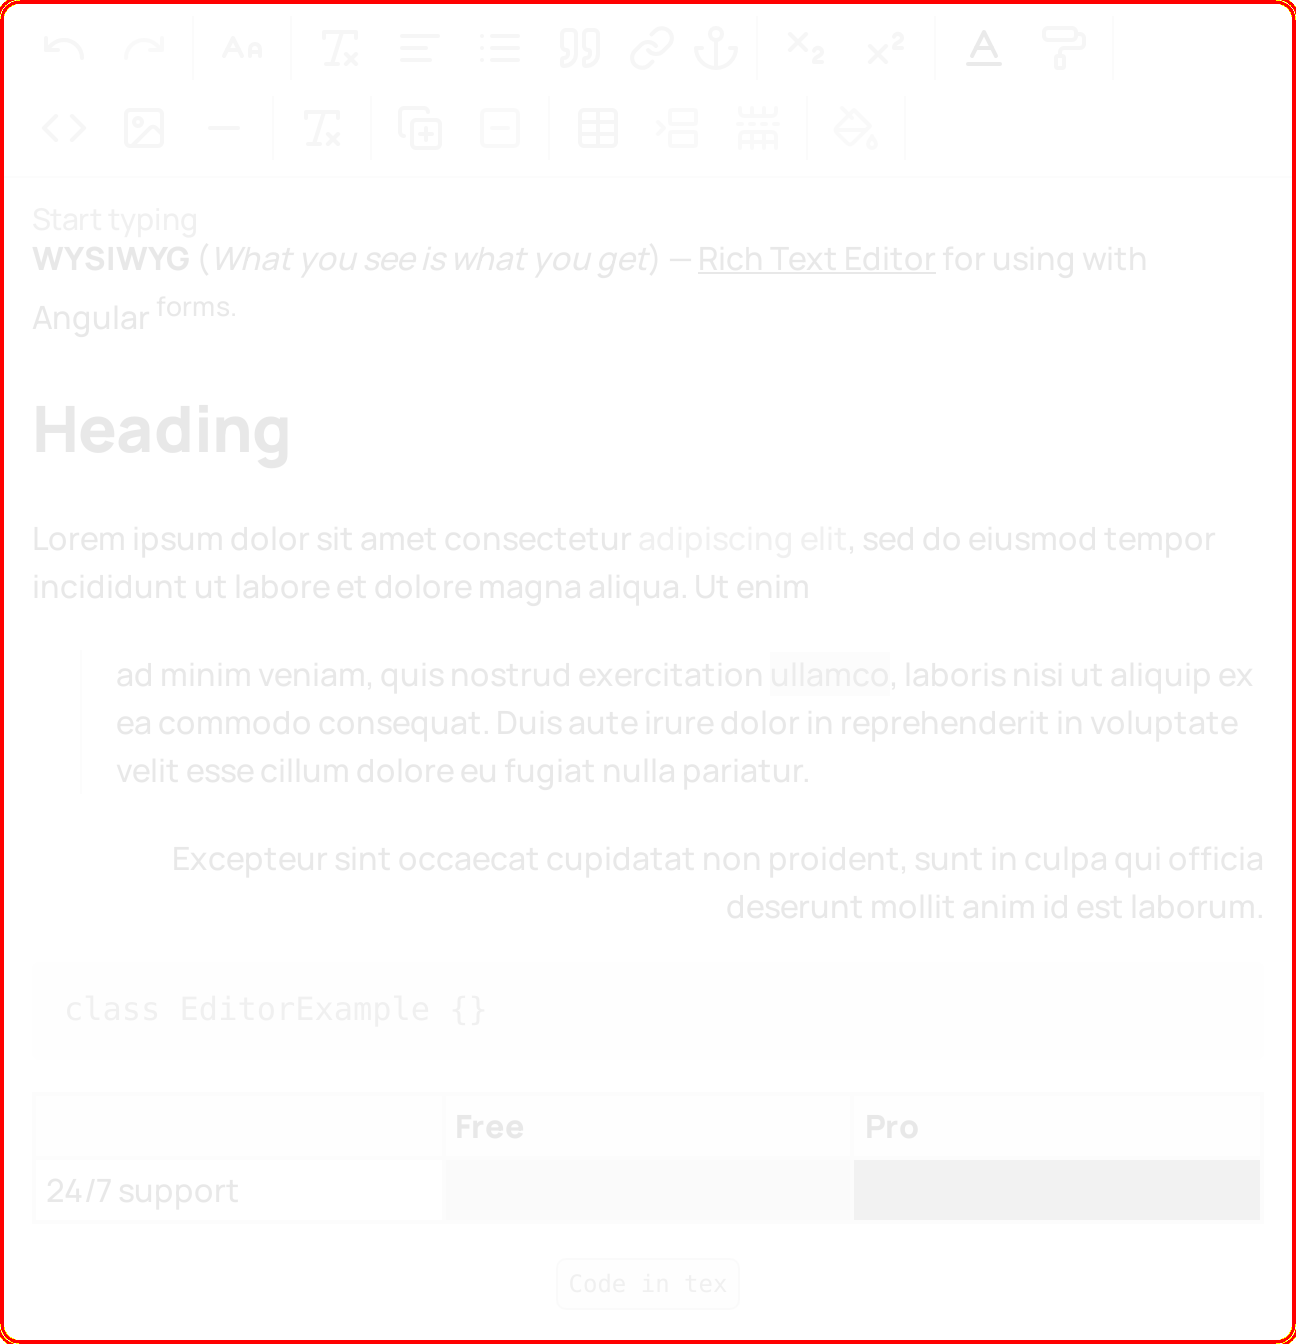 Start typing
WYSIWYG (What you see is what you get) — Rich Text Editor for using with
Angular forms.
Heading
Lorem ipsum dolor sit amet consectetur adipiscing elit, sed do eiusmod tempor
incididunt ut labore et dolore magna aliqua. Ut enim
ad minim veniam, quis nostrud exercitation ullamco, laboris nisi ut aliquip ex
ea commodo consequat. Duis aute irure dolor in reprehenderit in voluptate
velit esse cillum dolore eu fugiat nulla pariatur.
Excepteur sint occaecat cupidatat non proident, sunt in culpa qui officia
deserunt mollit anim id est laborum.
class EditorExample {}
Free Pro
24/7 support
Code in tex